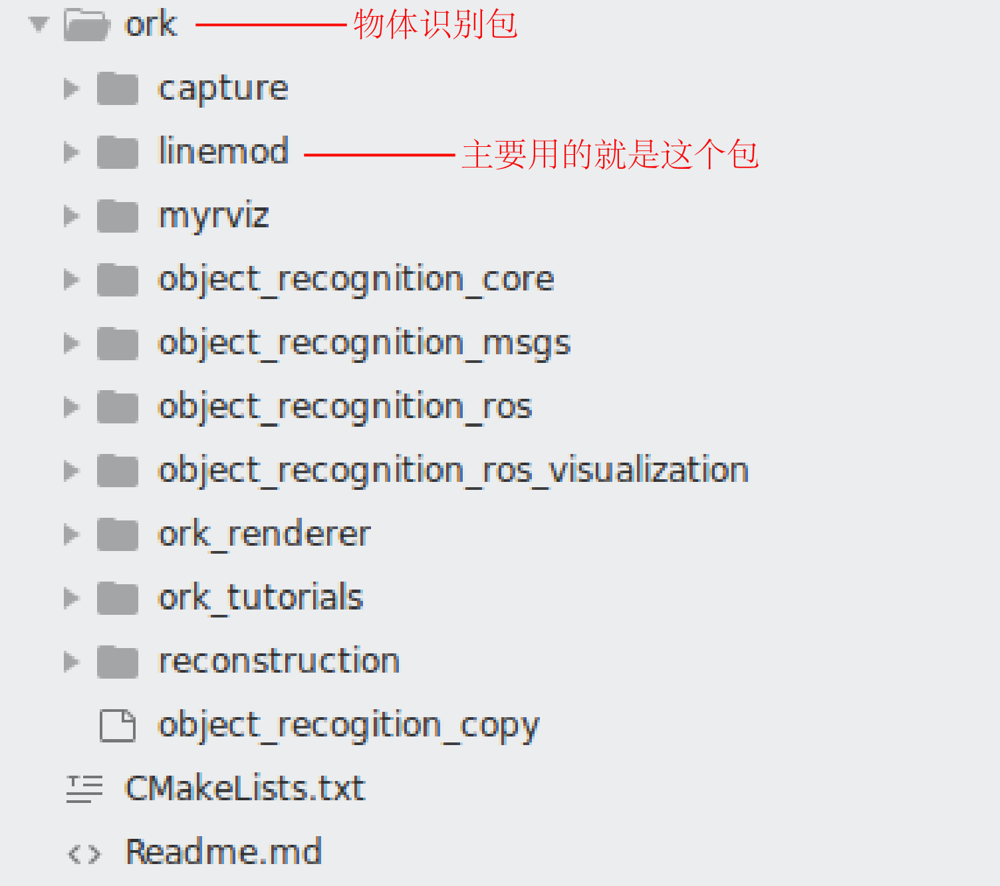 ork 物体识别包
capture
linemod 主要用的就是这个包
myrviz
object_recognition_core
object_recognition_msgs
object_recognition_ros
object_recognition_ros_visualization
ork_renderer
ork_tutorials
reconstruction
object_recogition_copy
CMakeLists.txt
Readme.md